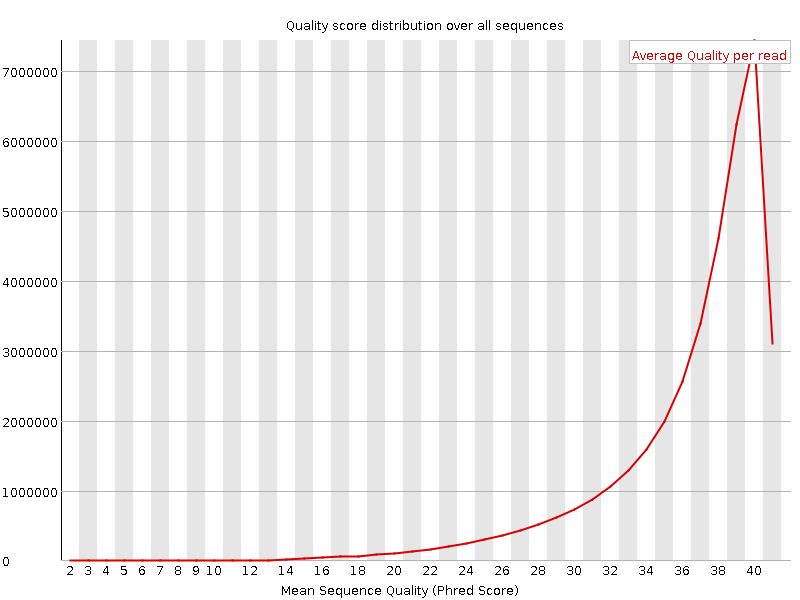 Quality score distribution over all sequences
Average Quality per read
7000000
6000000
5000000
4000000
3000000
2000000
1000000
0
2 3 4 5 6 7 8 9 10 12 14 16 18 20 22 24 26 28 30 32 34 36 38 40
Mean Sequence Quality (Phred Score)